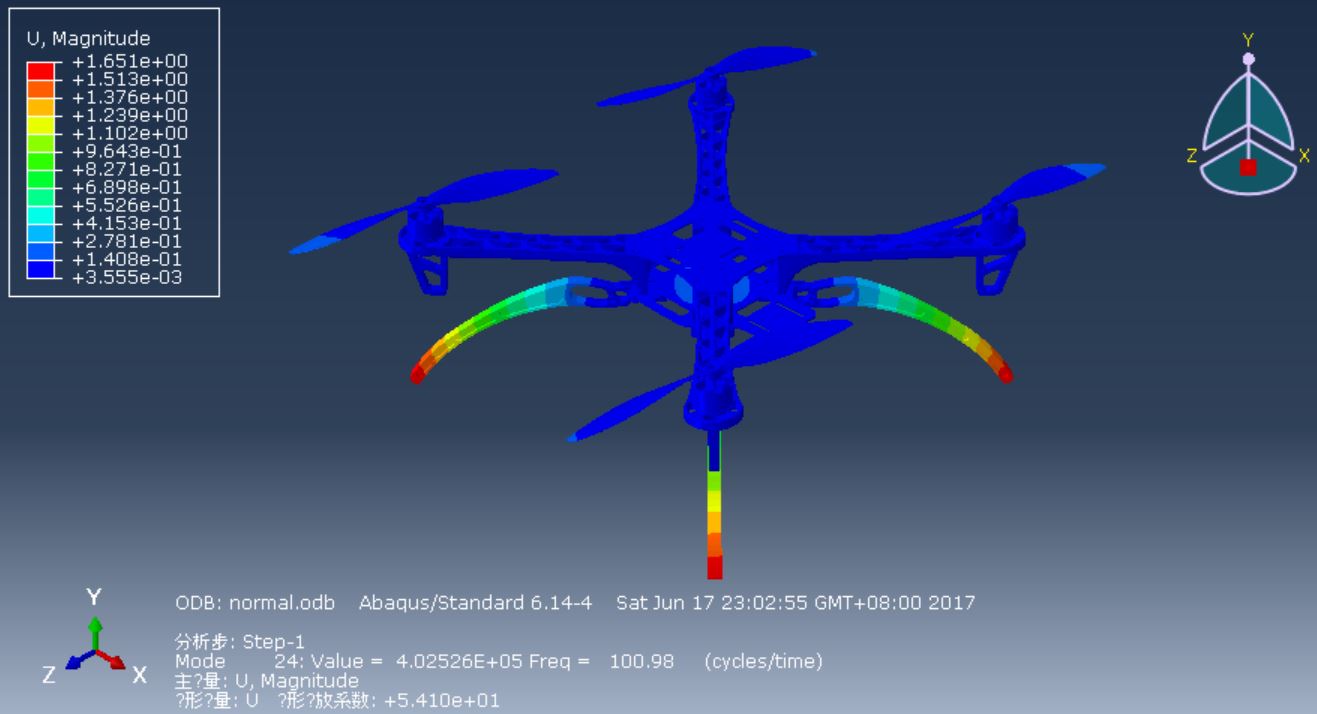 U, Magnitude
+1.651e+00
+1.513e+00
+1.376e+00
+1.239e+00
+1.102e+00
+9.643e-01
+8.271e-01
+6.898e-01
+5.526e-01
+4.153e-01
+2.781e-01
+1.408e-01
+3.555e-03
Y
Z X
Y
Z X
ODB: normal.odb Abaqus/Standard 6.14-4 Sat Jun 17 23:02:55 GMT+08:00 2017
分析步: Step-1
Mode 24: Value = 4.02526E+05 Freq = 100.98 (cycles/time)
主?量: U, Magnitude
?形?量: U ?形?放系数: +5.410e+01